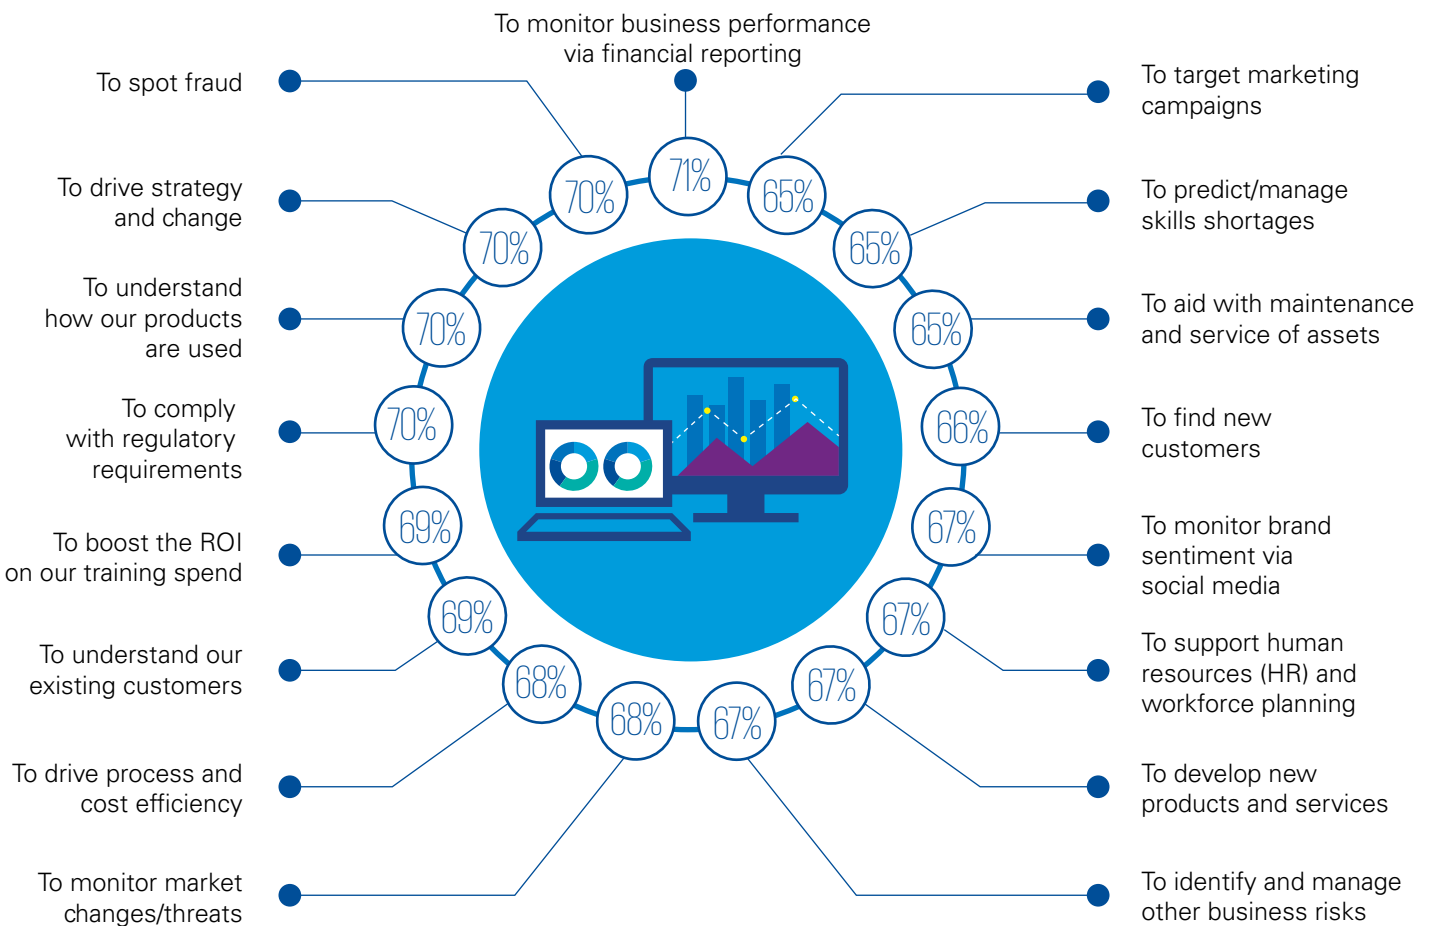 To monitor business performance
via financial reporting
71%
To target marketing
campaigns
65%
To predict/manage
skills shortages
65%
To aid with maintenance
and service of assets
65%
To find new
customers
66%
To monitor brand
sentiment via
social media
67%
To support human
resources (HR) and
workforce planning
67%
To develop new
products and services
67%
To identify and manage
other business risks
67%
To monitor market
changes/threats
68%
To drive process and
cost efficiency
68%
To understand our
existing customers
69%
To boost the ROI
on our training spend
69%
To comply
with regulatory
requirements
70%
To understand
how our products
are used
70%
To drive strategy
and change
70%
To spot fraud
70%